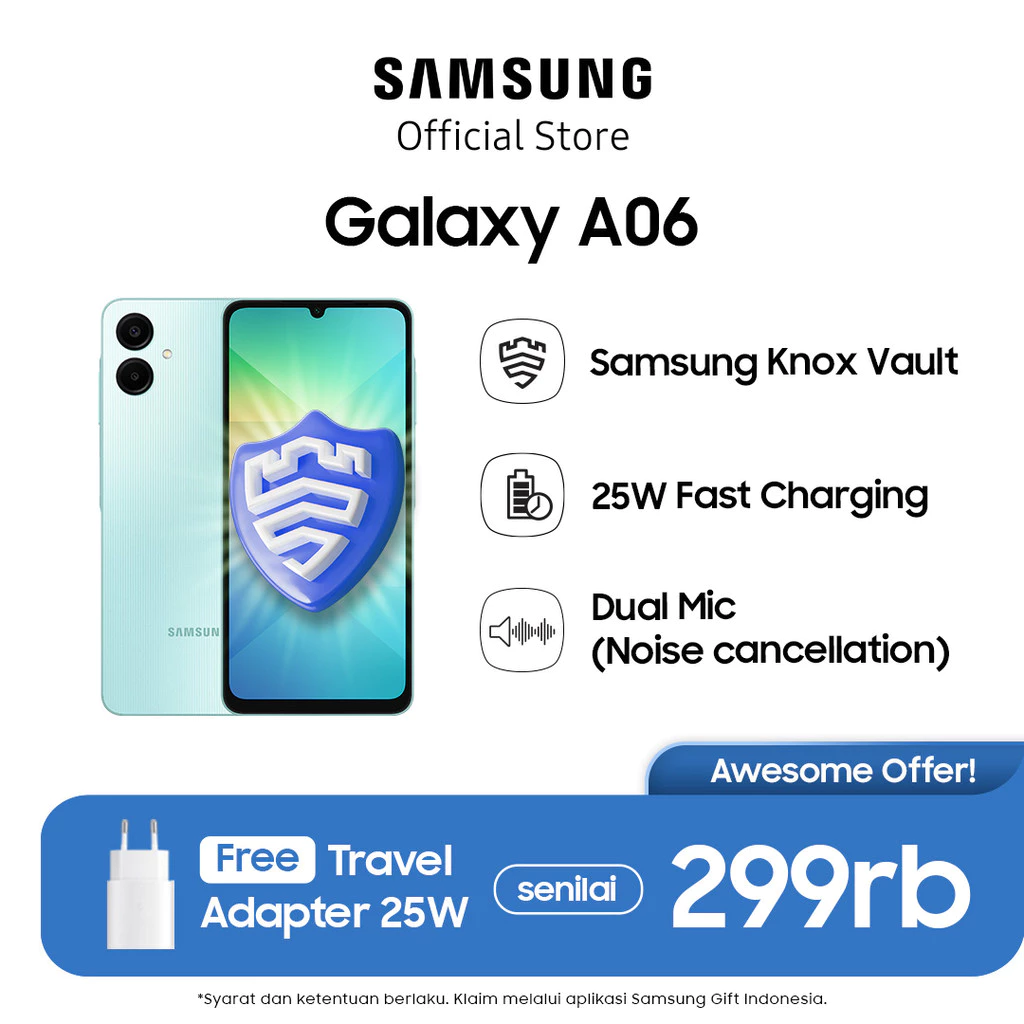 SAMSUNG
Official Store
Galaxy A06
Samsung Knox Vault
25W Fast Charging
Dual Mic
(Noise cancellation)
SAMSUN
Awesome Offer!
Free Travel
Adapter 25W
senilai
299rb
*Syarat dan ketentuan berlaku. Klaim melalui aplikasi Samsung Gift Indonesia.